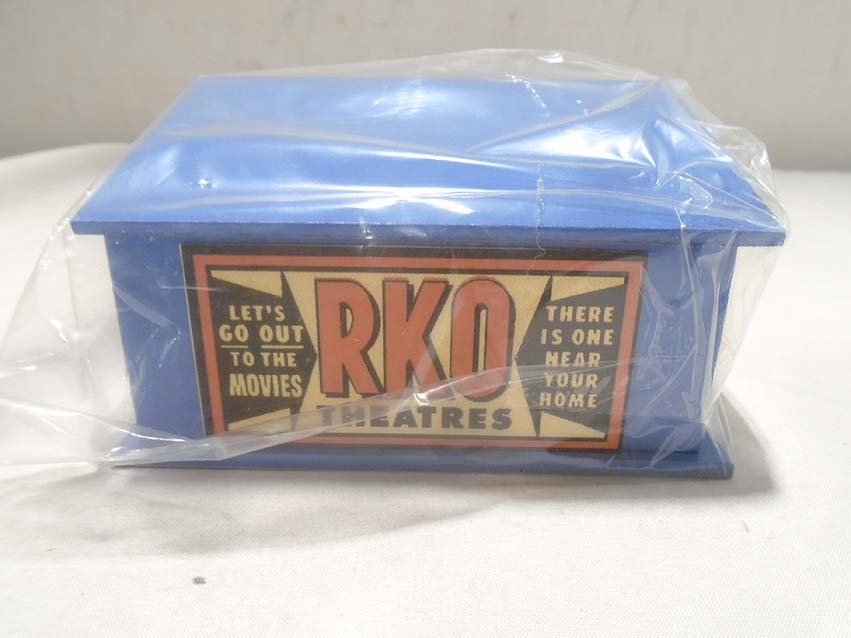 LET'S
GO OUT
TO THE
MOVIES
RKO
THEATRES
THERE
IS ONE
NEAR
YOUR
HOME